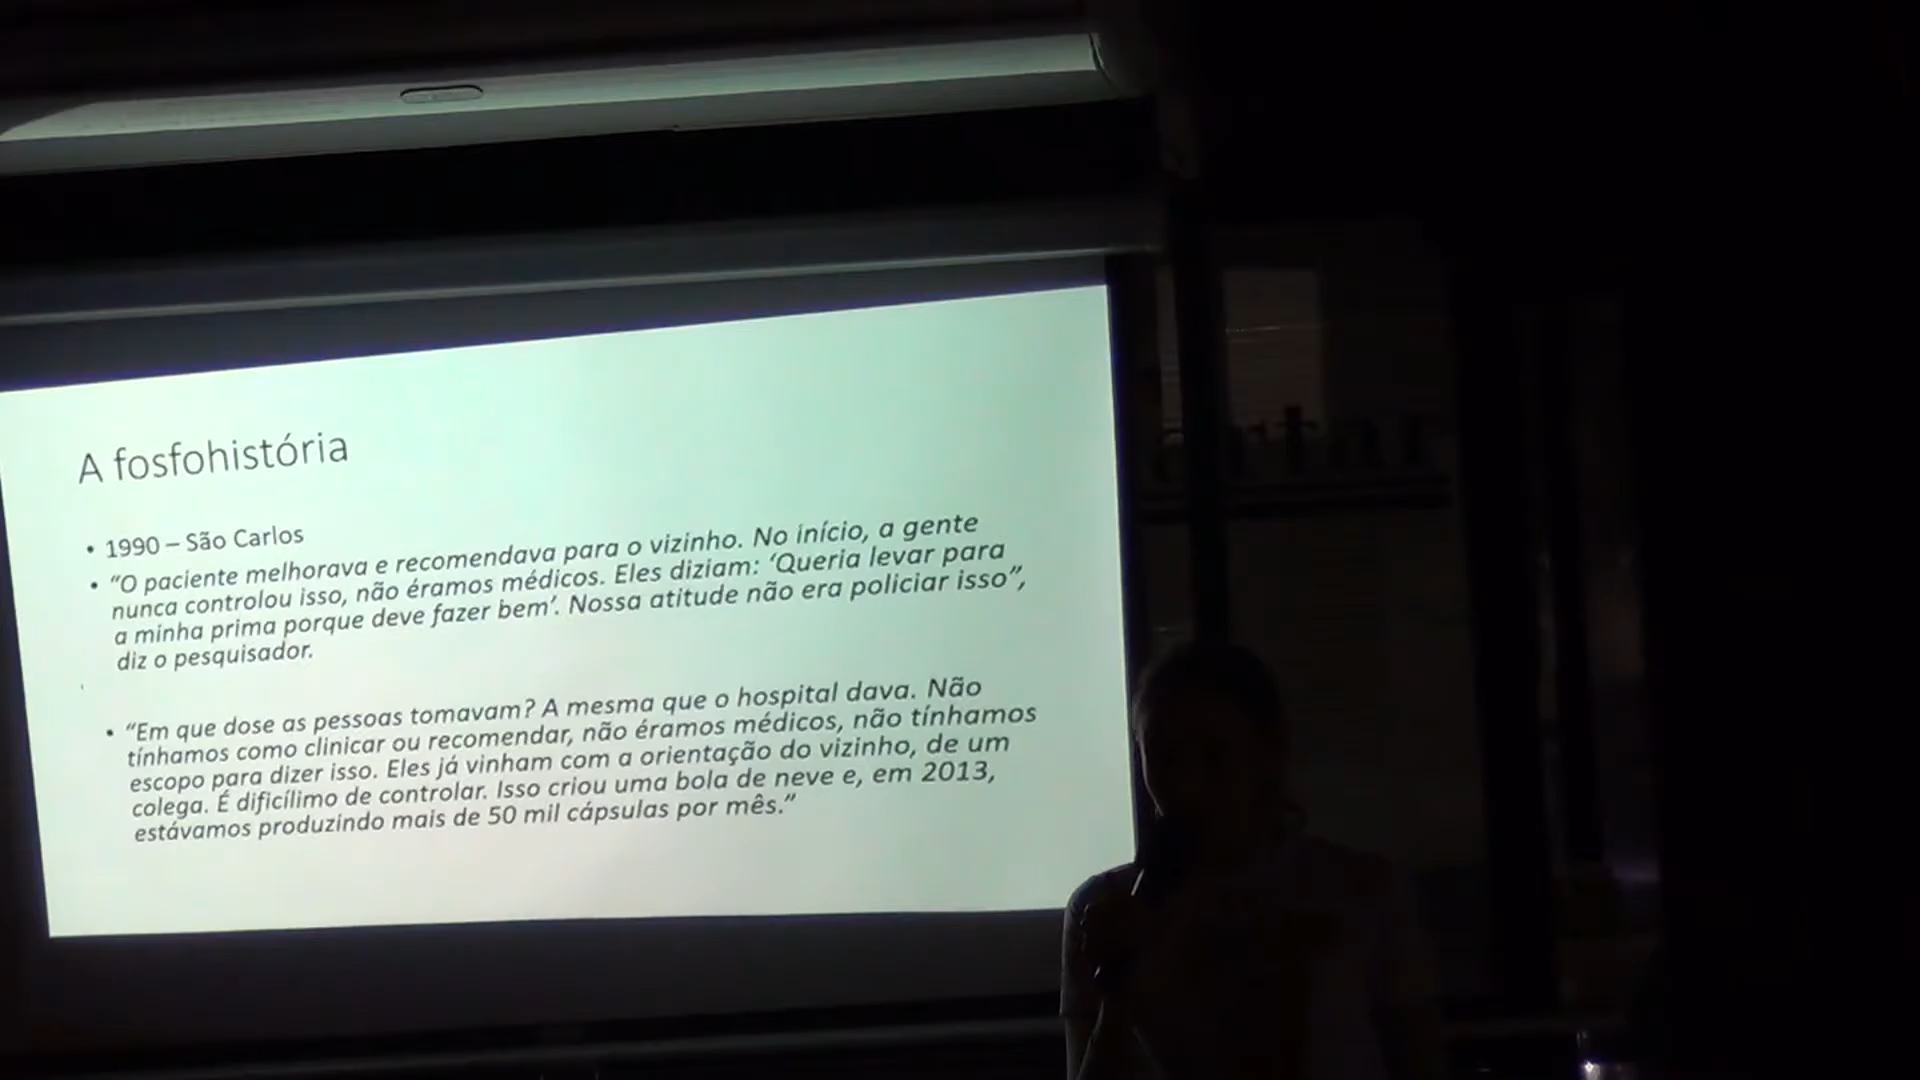 A fosfohistória
• 1990 – São Carlos
• “O paciente melhorava e recomendava para o vizinho. No início, a gente
nunca controlou isso, não éramos médicos. Eles diziam: ‘Queria levar para
a minha prima porque deve fazer bem’. Nossa atitude não era policiar isso”,
diz o pesquisador.
• “Em que dose as pessoas tomavam? A mesma que o hospital dava. Não
tínhamos como clinicar ou recomendar, não éramos médicos, não tínhamos
escopo para dizer isso. Eles já vinham com a orientação do vizinho, de um
colega. É dificílimo de controlar. Isso criou uma bola de neve e, em 2013,
estávamos produzindo mais de 50 mil cápsulas por mês.”